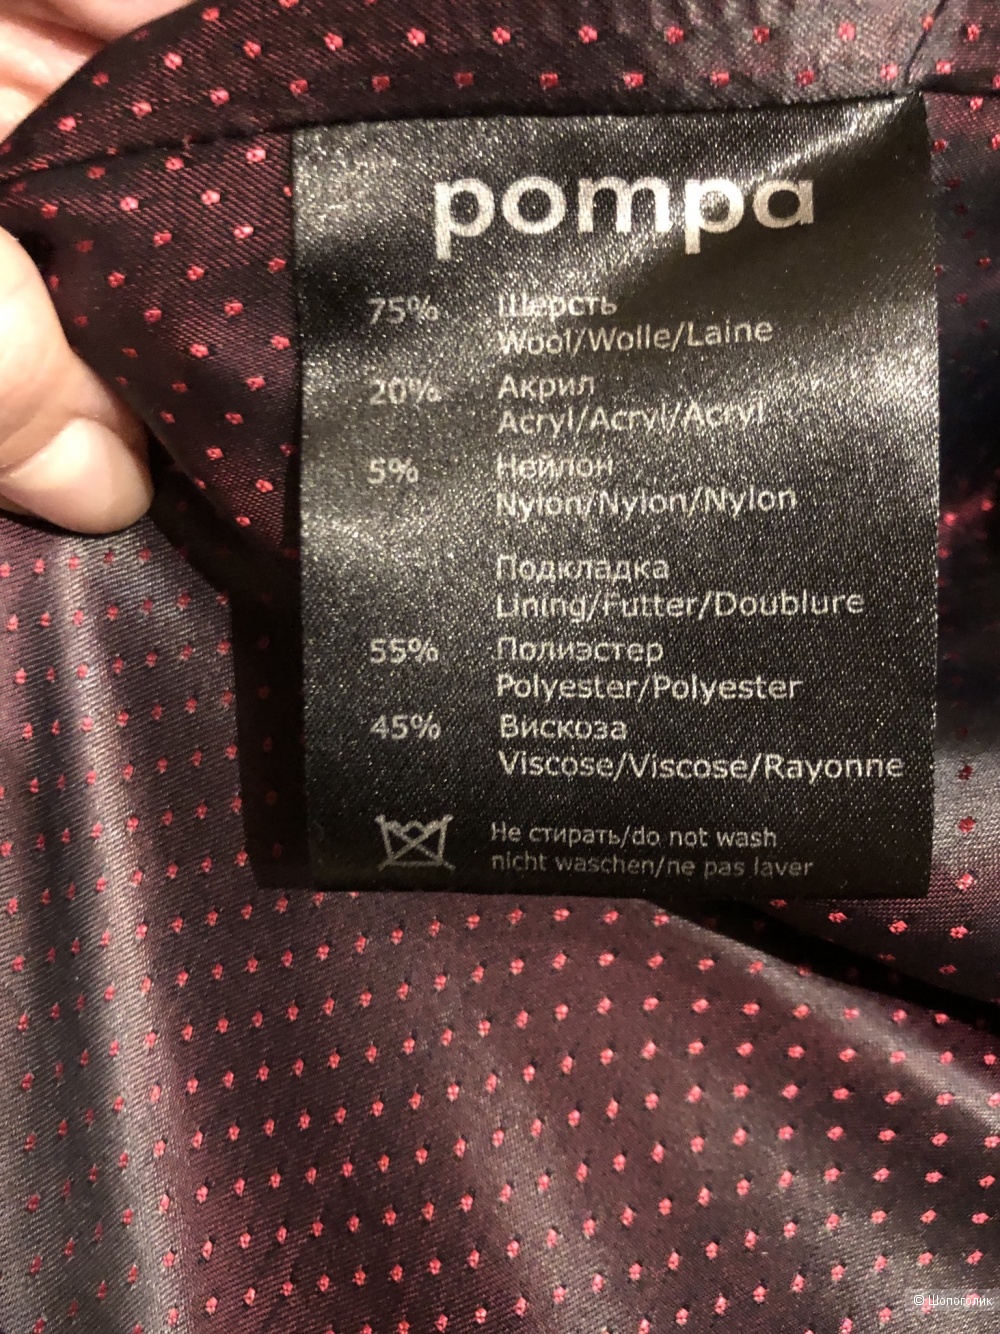 pompa
75% Шерсть
Wool/Wolle/Laine
20% Акрил
Acryl/Acryl/Acryl
5% Нейлон
Nylon/Nylon/Nylon
Подкладка
Lining/Futter/Doublure
55% Полиэстер
Polyester/Polyester
45% Вискоза
Viscose/Viscose/Rayonne
Не стирать/do not wash
nicht waschen/ne pas laver
© Шопоголик